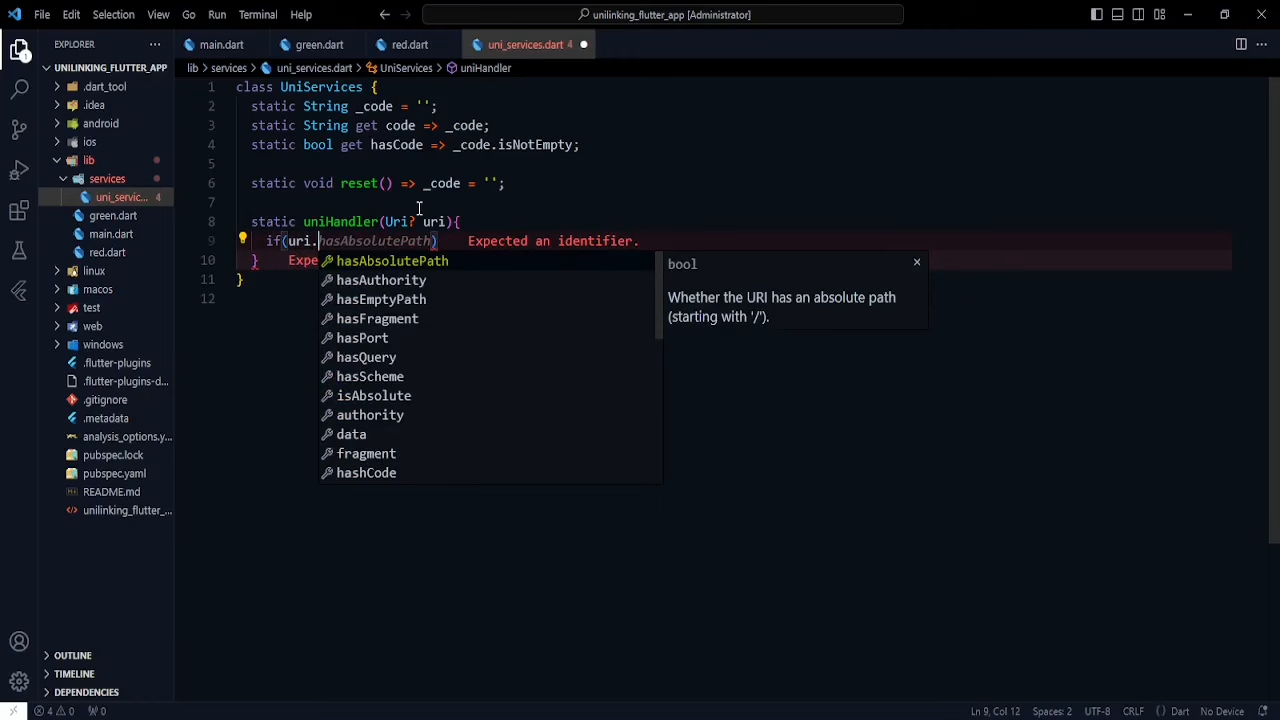 File Edit Selection View Go Run Terminal Help
unilinking_flutter_app [Administrator]
EXPLORER
main.dart green.dart red.dart uni_services.dart 4
lib > services > uni_services.dart > UniServices > uniHandler
UNILINKING_FLUTTER_APP
.dart_tool
.idea
android
ios
lib
services
uni_servic... 4
green.dart
main.dart
red.dart
linux
macos
test
web
windows
.flutter-plugins
.flutter-plugins-d...
.gitignore
.metadata
analysis_options.y...
pubspec.lock
pubspec.yaml
README.md
unilinking_flutter_...
OUTLINE
TIMELINE
DEPENDENCIES
1
1 class UniServices {
2 static String _code = '';
3 static String get code => _code;
4 static bool get hasCode => _code.isNotEmpty;
5
6 static void reset() => _code = '';
7
8 static uniHandler(Uri? uri){
9 if(uri.hasAbsolutePath) Expected an identifier.
10 } Expe
11 }
12
hasAbsolutePath
hasAuthority
hasEmptyPath
hasFragment
hasPort
hasQuery
hasScheme
isAbsolute
authority
data
fragment
hashCode
bool
Whether the URI has an absolute path
(starting with '/').
4 0 0 Ln 9, Col 12 Spaces: 2 UTF-8 CRLF {} Dart No Device